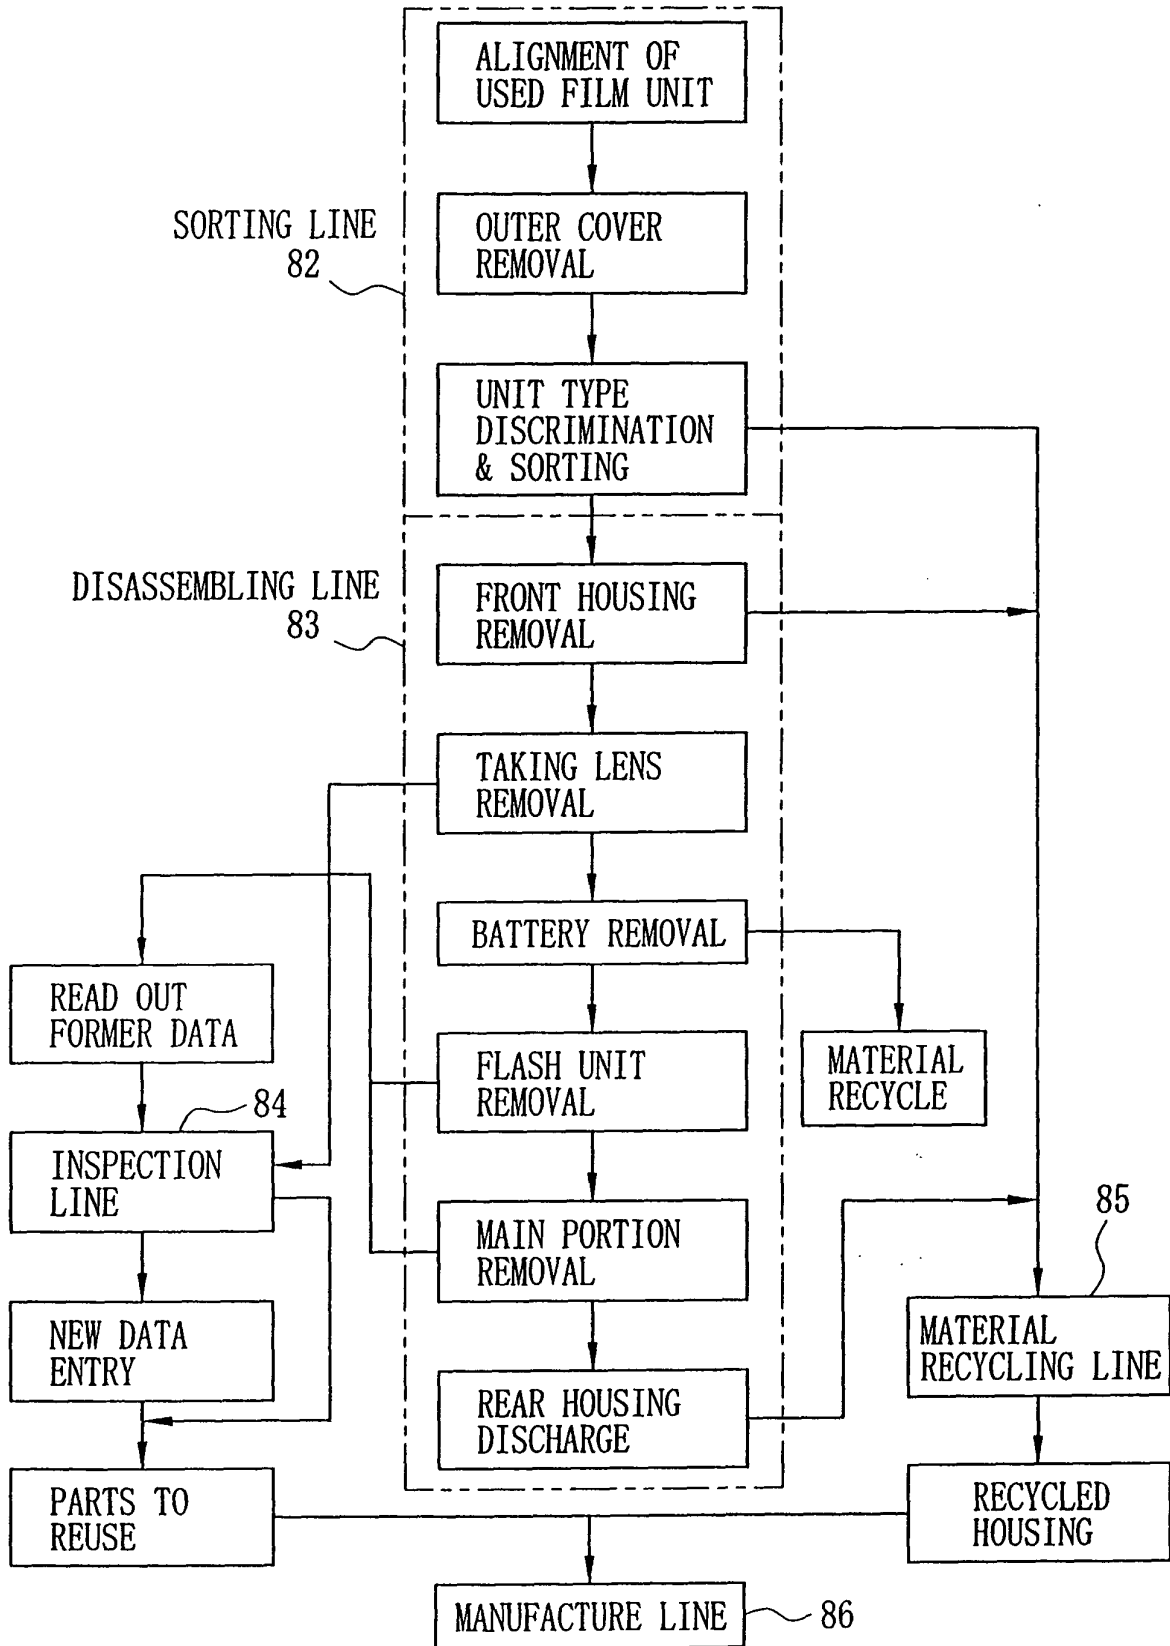 ALIGNMENT OF
USED FILM UNIT
SORTING LINE
82
OUTER COVER
REMOVAL
UNIT TYPE
DISCRIMINATION
& SORTING
DISASSEMBLING LINE
83
FRONT HOUSING
REMOVAL
TAKING LENS
REMOVAL
BATTERY REMOVAL
READ OUT
FORMER DATA
FLASH UNIT
REMOVAL
MATERIAL
RECYCLE
84
INSPECTION
LINE
MAIN PORTION
REMOVAL
85
NEW DATA
ENTRY
MATERIAL
RECYCLING LINE
REAR HOUSING
DISCHARGE
PARTS TO
REUSE
RECYCLED
HOUSING
MANUFACTURE LINE
86